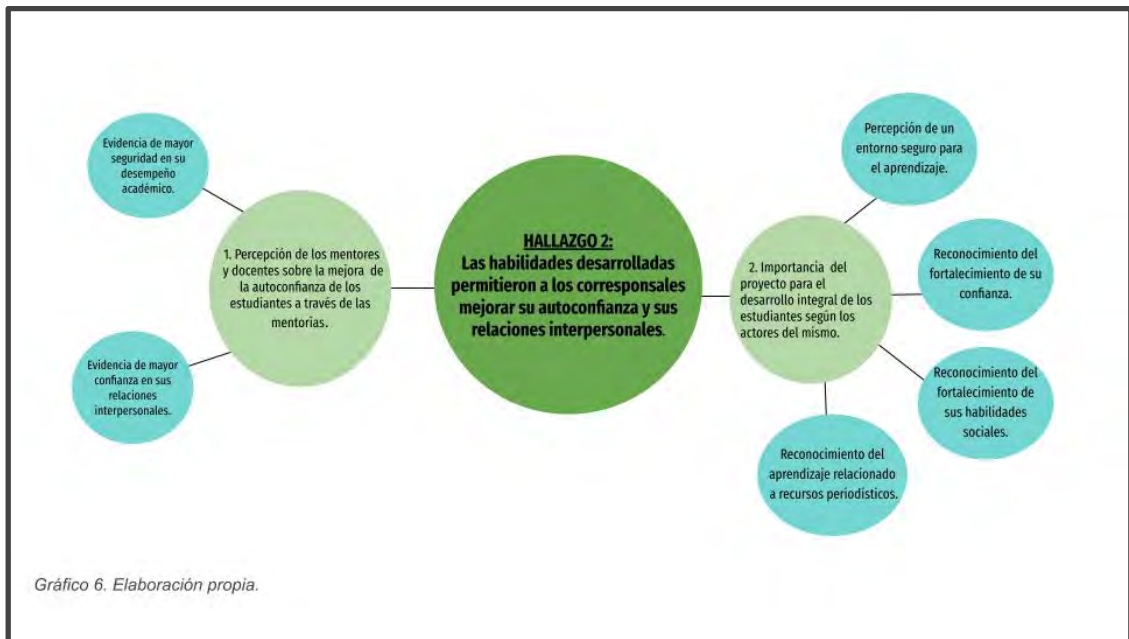 HALLAZGO 2:
Las habilidades desarrolladas
permitieron a los corresponsales
mejorar su autoconfianza y sus
relaciones interpersonales.
1. Percepción de los mentores
y docentes sobre la mejora de
la autoconfianza de los
estudiantes a través de las
mentorias.
Evidencia de mayor
seguridad en su
desempeño
académico.
Evidencia de mayor
confianza en sus
relaciones
interpersonales.
2. Importancia del
proyecto para el
desarrollo integral de los
estudiantes según los
actores del mismo.
Percepción de un
entorno seguro para
el aprendizaje.
Reconocimiento del
fortalecimiento de su
confianza.
Reconocimiento del
fortalecimiento de
sus habilidades
sociales.
Reconocimiento del
aprendizaje relacionado
a recursos periodísticos.
Gráfico 6. Elaboración propia.